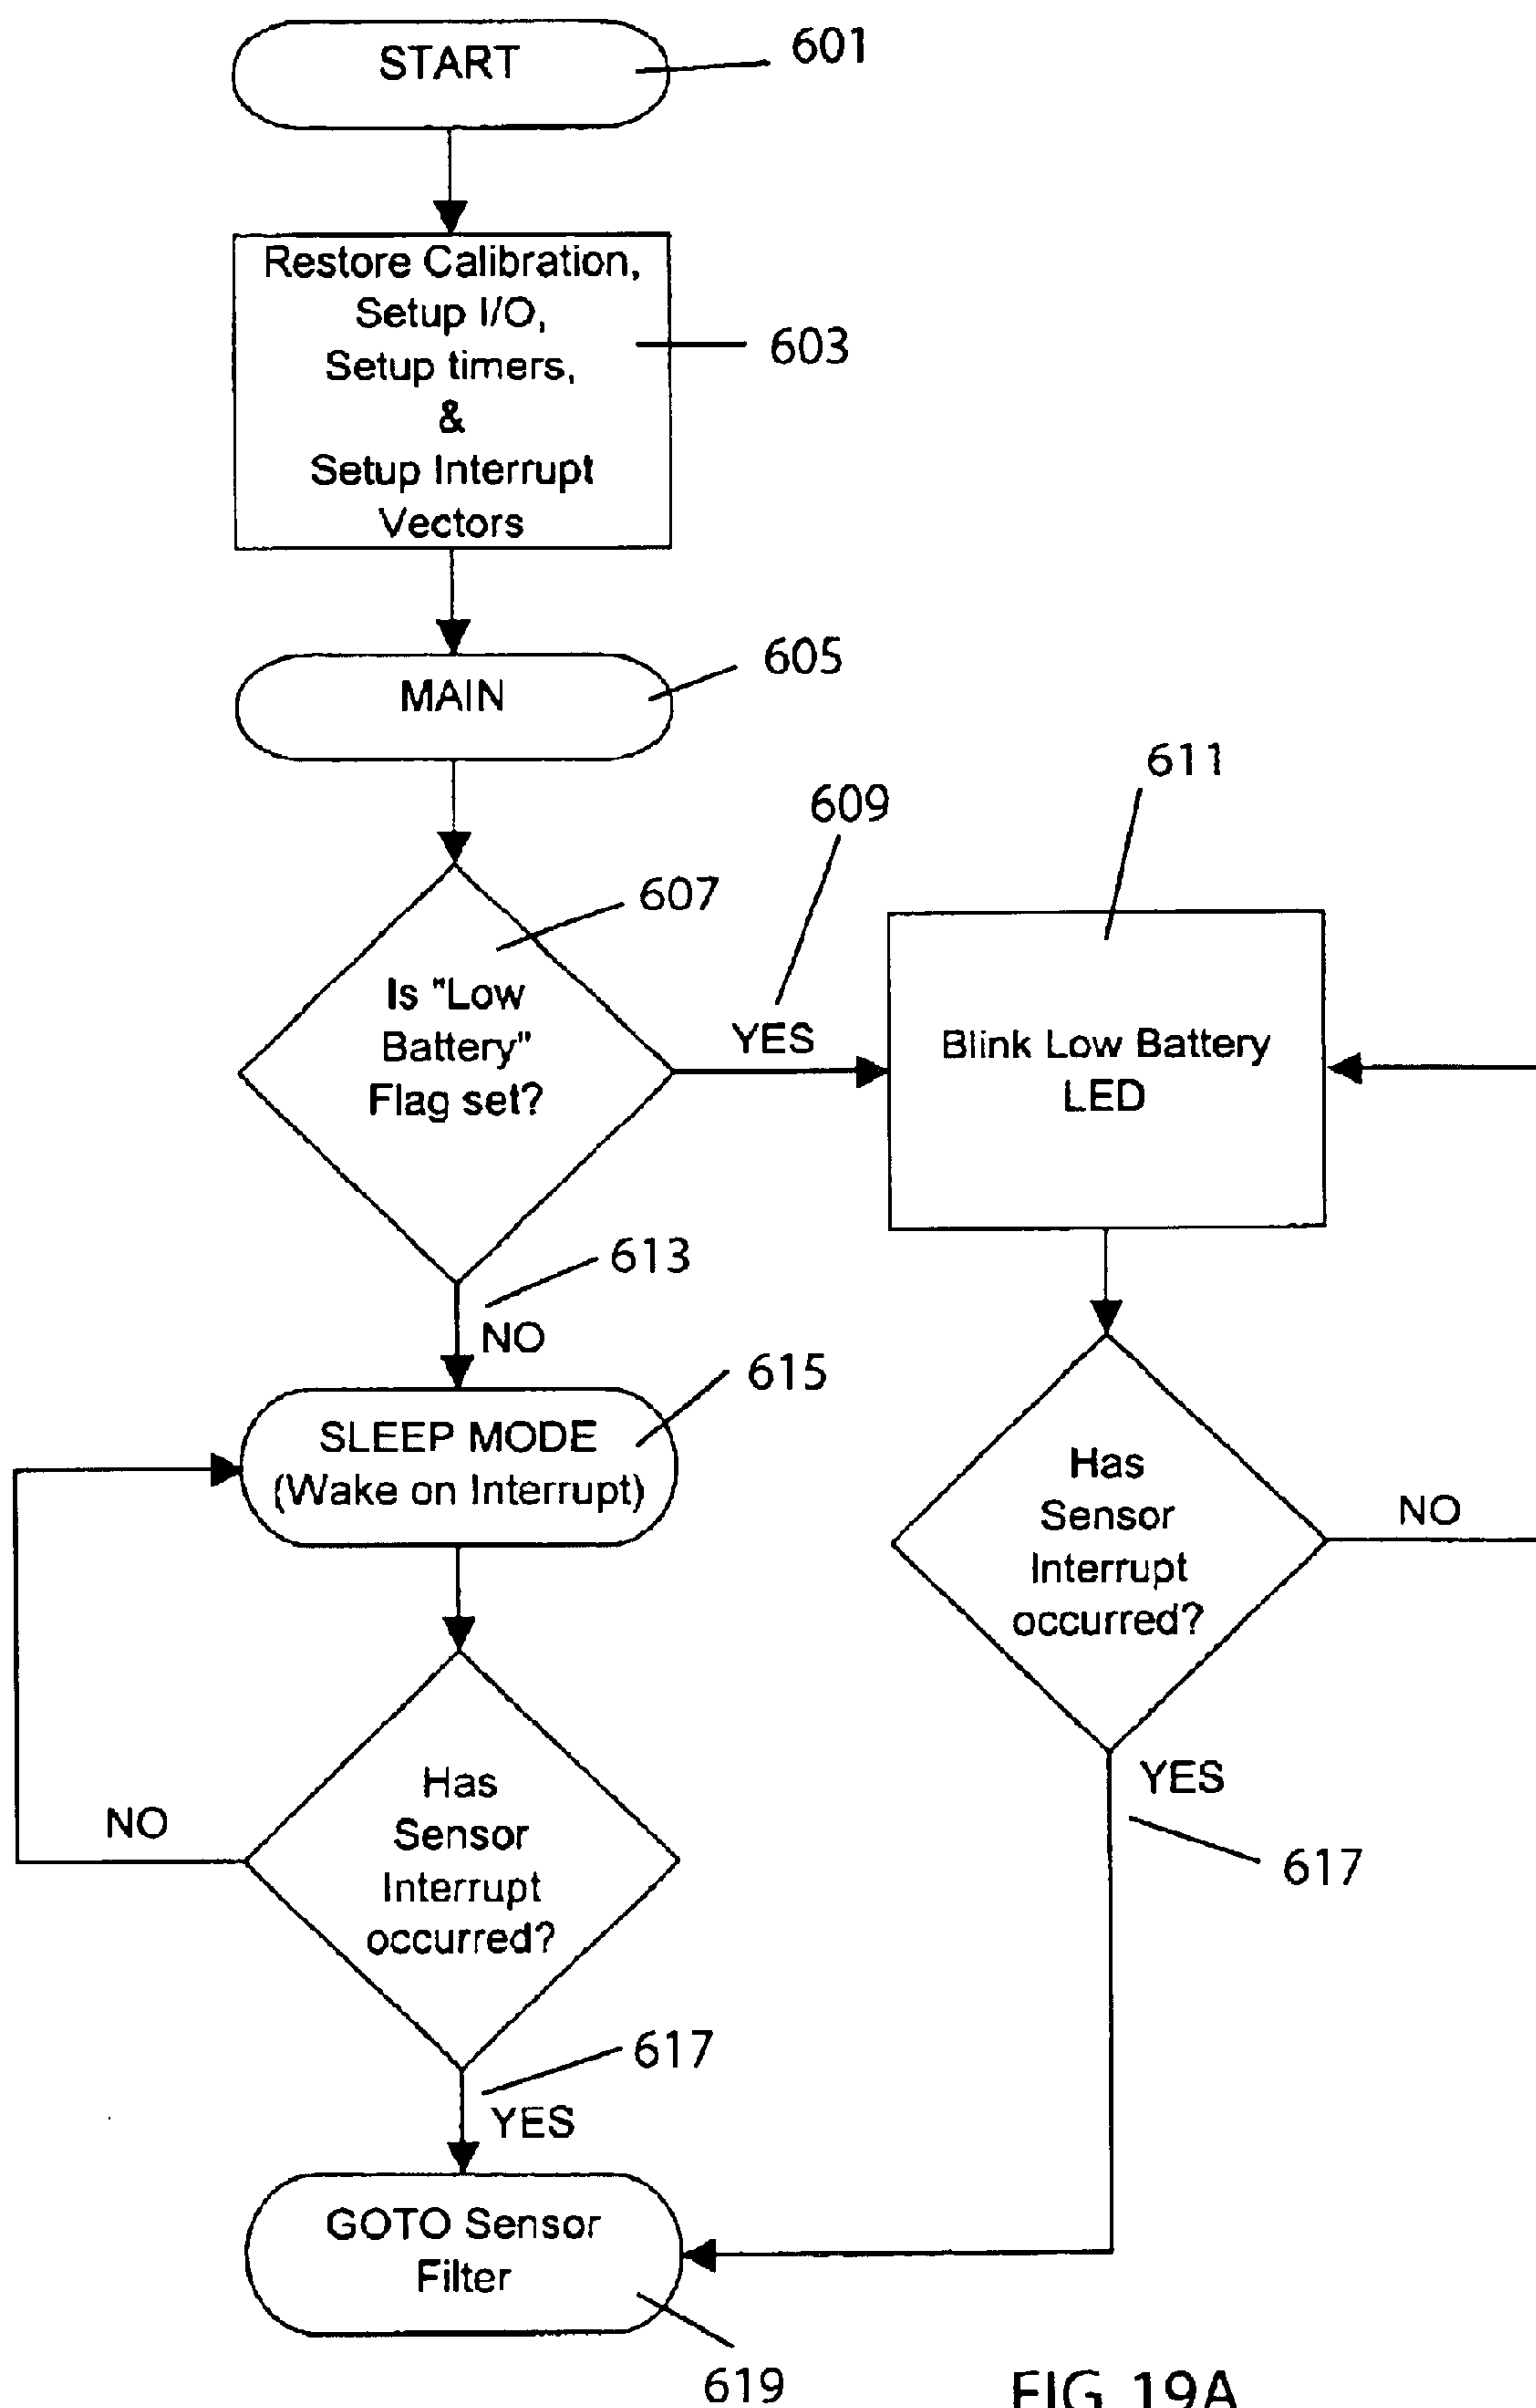 START
601
Restore Calibration,
Setup I/O,
Setup timers,
&
Setup Interrupt
Vectors
603
MAIN
605
607
Is "Low
Battery"
Flag set?
609
YES
611
Blink Low Battery
LED
613
NO
SLEEP MODE
(Wake on Interrupt)
615
Has
Sensor
Interrupt
occurred?
NO
YES
617
Has
Sensor
Interrupt
occurred?
NO
617
YES
GOTO Sensor
Filter
619
FIG 19A